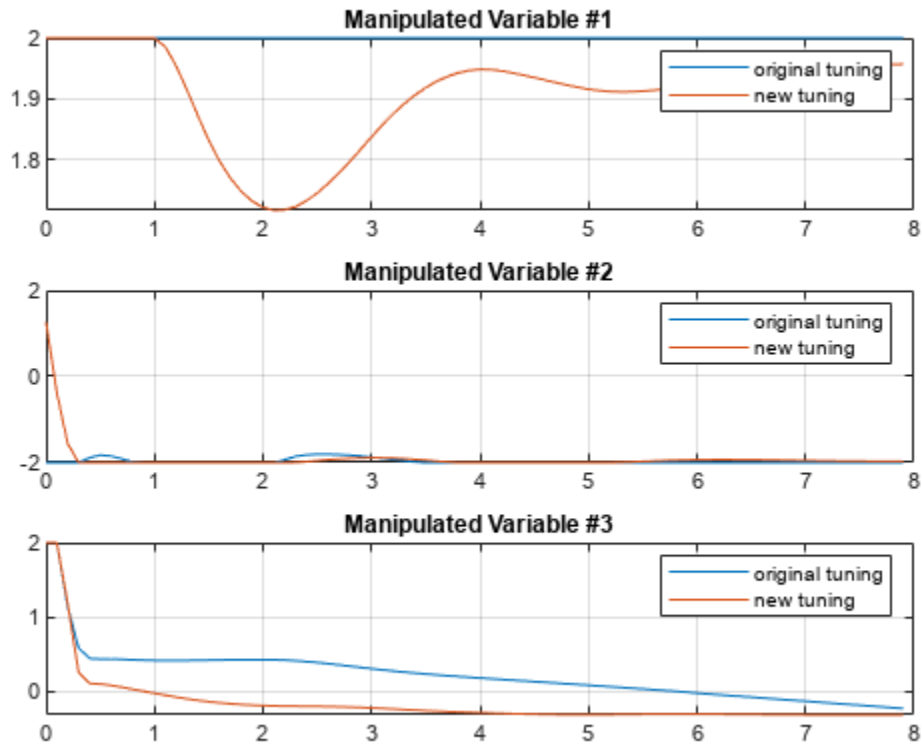 Manipulated Variable #1
2
original tuning
new tuning
1.9
1.8
0 1 2 3 4 5 6 7 8
Manipulated Variable #2
2
original tuning
new tuning
0
-2
0 1 2 3 4 5 6 7 8
Manipulated Variable #3
2
original tuning
new tuning
1
0
0 1 2 3 4 5 6 7 8